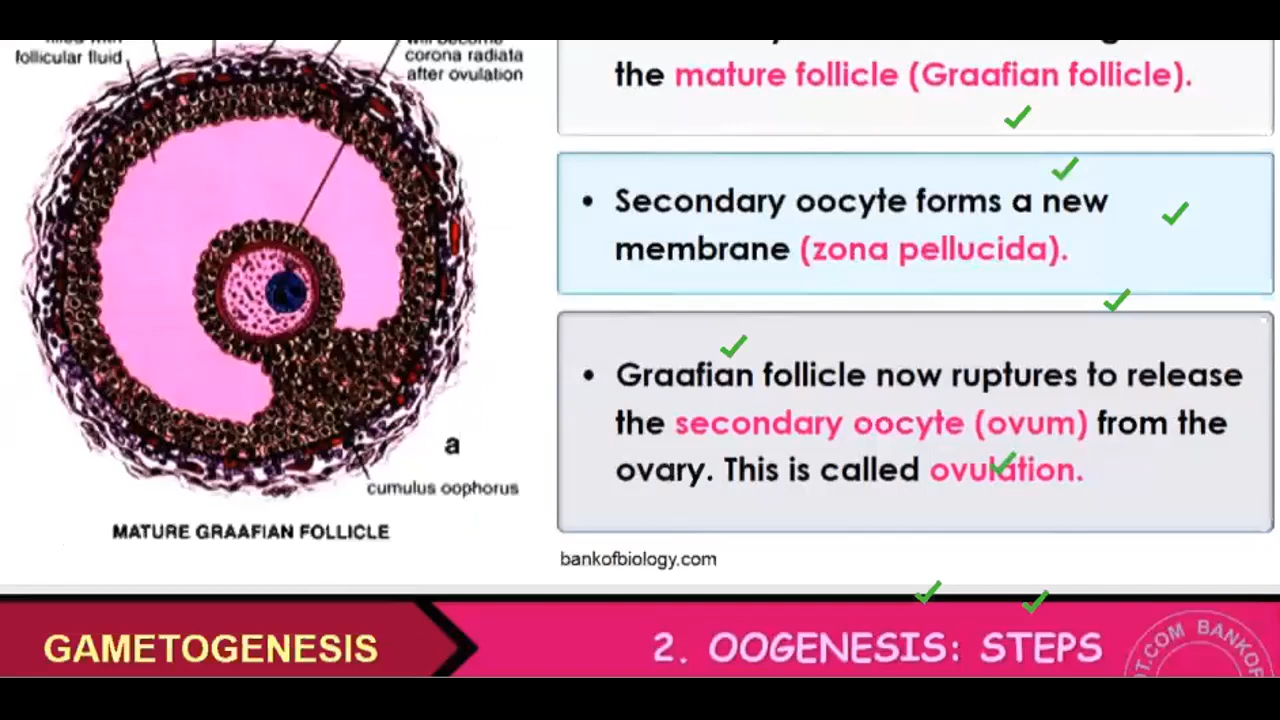 follicular fluid
corona radiata
after ovulation
cumulus oophorus
a
MATURE GRAAFIAN FOLLICLE
the mature follicle (Graafian follicle).
• Secondary oocyte forms a new
membrane (zona pellucida).
• Graafian follicle now ruptures to release
the secondary oocyte (ovum) from the
ovary. This is called ovulation.
bankofbiology.com
GAMETOGENESIS
2. OOGENESIS: STEPS